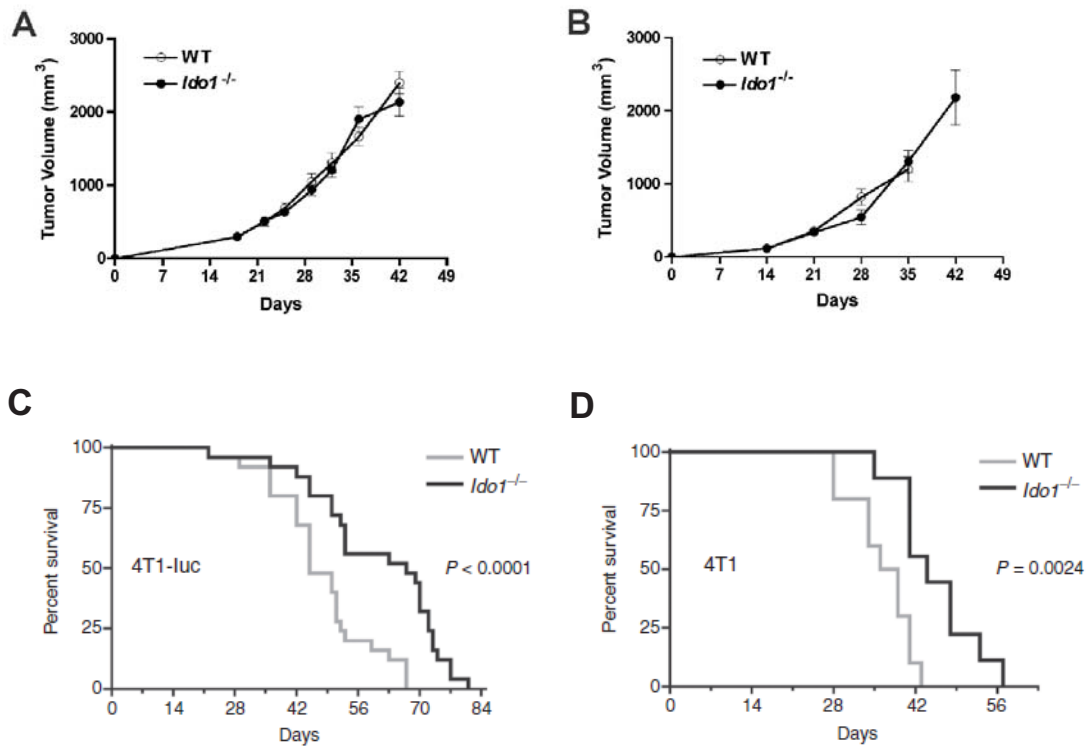 A
WT
Ido1-/-
Tumor Volume (mm3)
3000
2000
1000
0
0 7 14 21 28 35 42 49
Days
B
WT
Ido1-/-
Tumor Volume (mm3)
3000
2000
1000
0
0 7 14 21 28 35 42 49
Days
C
WT
Ido1–/–
Percent survival
100
75
50
25
0
4T1-luc
P < 0.0001
0 14 28 42 56 70 84
Days
D
WT
Ido1–/–
Percent survival
100
75
50
25
0
4T1
P = 0.0024
0 28 42 56
Days